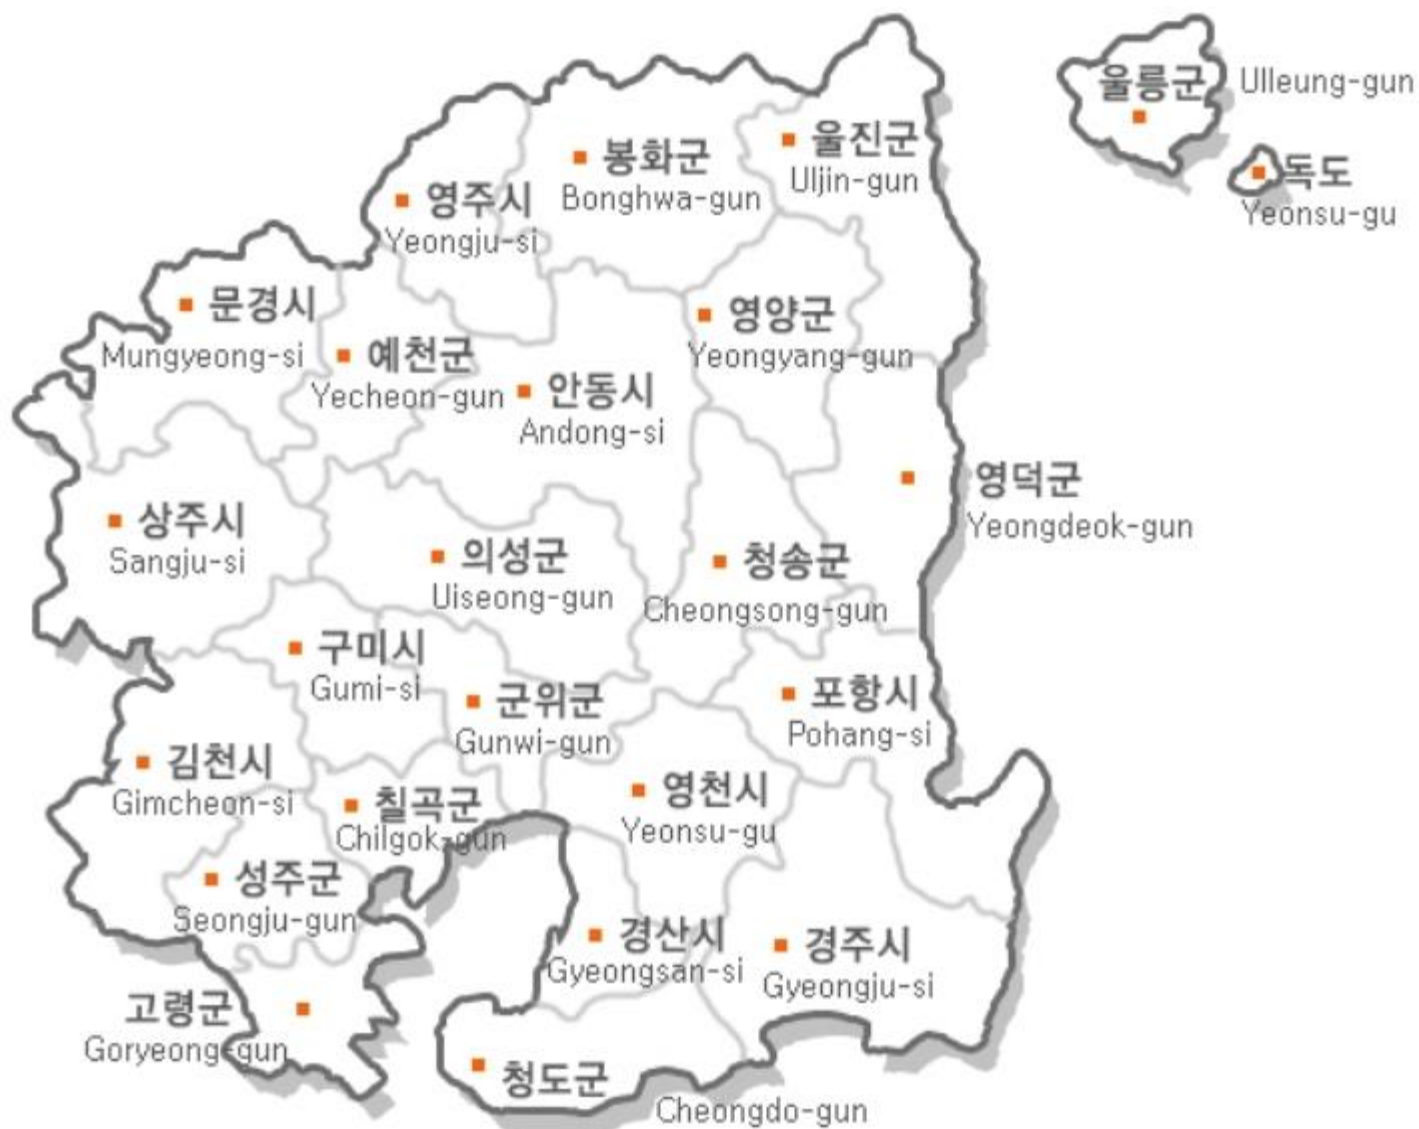 울릉군
Ulleung-gun
독도
Yeonsu-gu
울진군
Uljin-gun
봉화군
Bonghwa-gun
영주시
Yeongju-si
문경시
Mungyeong-si
예천군
Yecheon-gun
영양군
Yeongyang-gun
안동시
Andong-si
영덕군
Yeongdeok-gun
상주시
Sangju-si
의성군
Uiseong-gun
청송군
Cheongsong-gun
구미시
Gumi-si
군위군
Gunwi-gun
포항시
Pohang-si
김천시
Gimcheon-si
칠곡군
Chilgok-gun
영천시
Yeonsu-gu
성주군
Seongju-gun
경산시
Gyeongsan-si
경주시
Gyeongju-si
고령군
Goryeong-gun
청도군
Cheongdo-gun